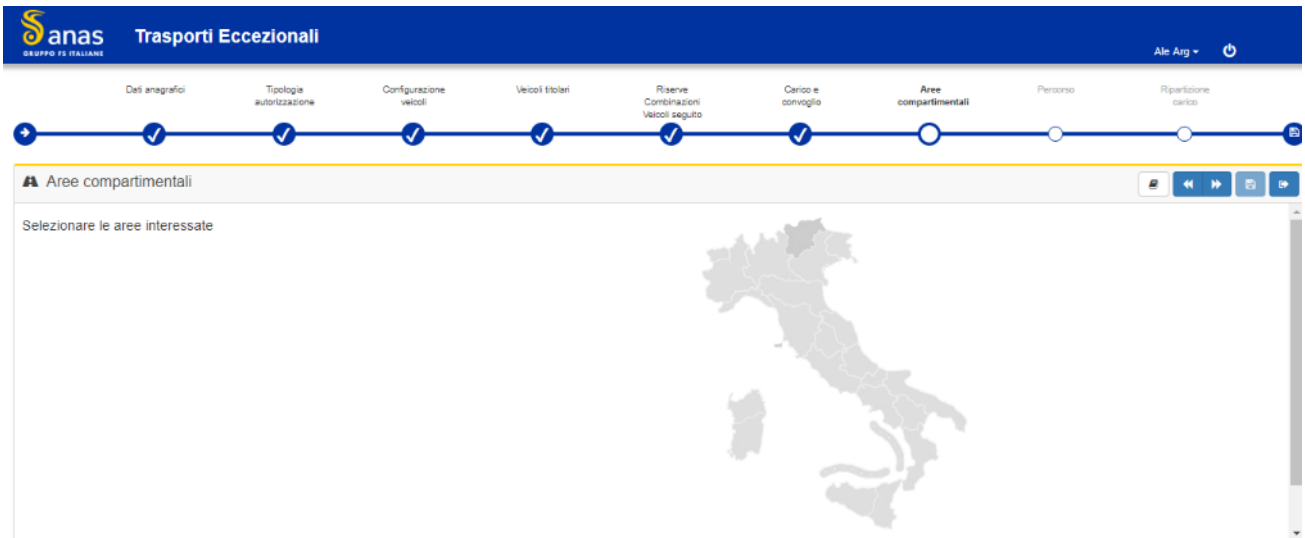 anas
GRUPPO FS ITALIANE
Trasporti Eccezionali
Ale Arg
Dati anagrafici
Tipologia
autorizzazione
Configurazione
veicoli
Veicoli titolari
Riserve
Combinazioni
Veicoli seguito
Carico e
convoglio
Aree
compartimentali
Percorso
Ripartizione
carico
Aree compartimentali
Selezionare le aree interessate